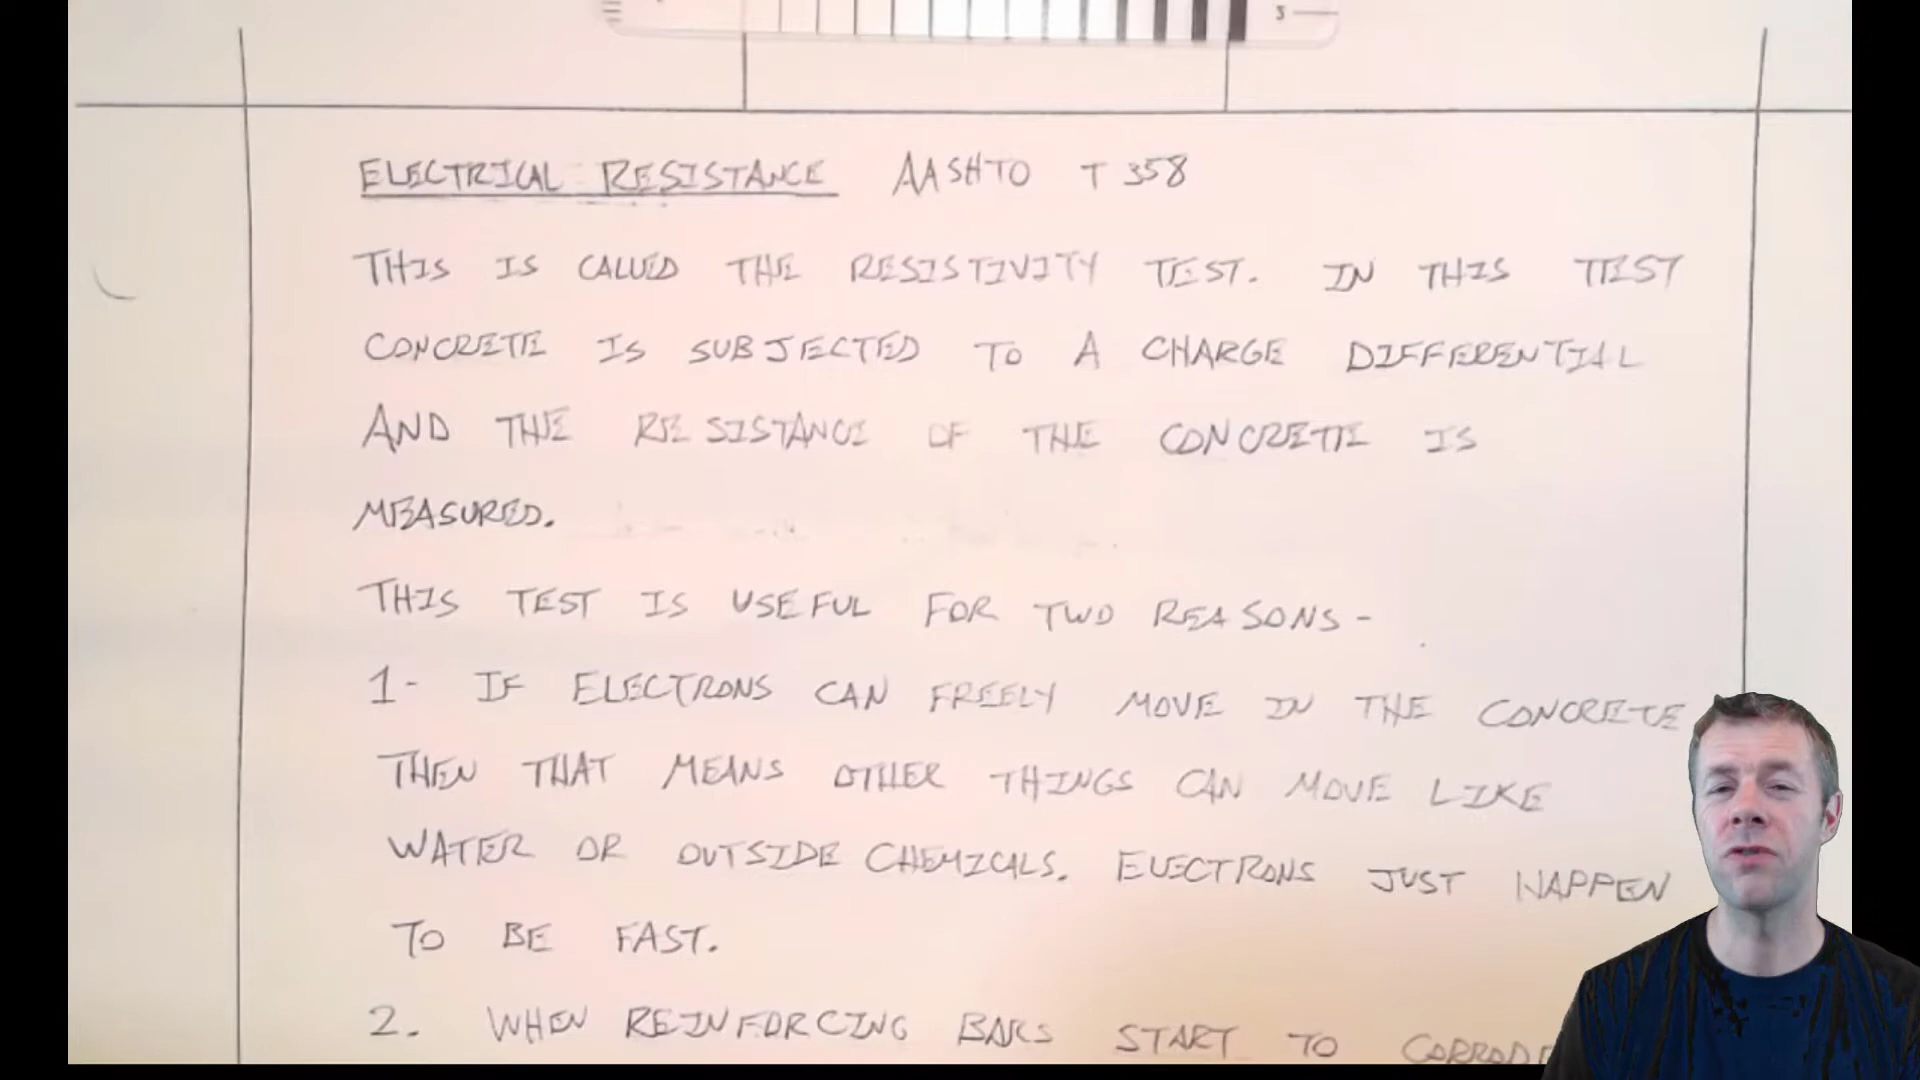 3
ELECTRICAL RESISTANCE AASHTO T 358
THIS IS CALLED THE RESISTIVITY TEST. IN THIS TEST
CONCRETE IS SUBJECTED TO A CHARGE DIFFERENTIAL
AND THE RESISTANCE OF THE CONCRETE IS
MEASURED.
THIS TEST IS USEFUL FOR TWO REASONS-
1- IF ELECTRONS CAN FREELY MOVE IN THE CONCRETE
THEN THAT MEANS OTHER THINGS CAN MOVE LIKE
WATER OR OUTSIDE CHEMICALS. ELECTRONS JUST HAPPEN
TO BE FAST.
2. WHEN REINFORCING BARS START TO CORRODE